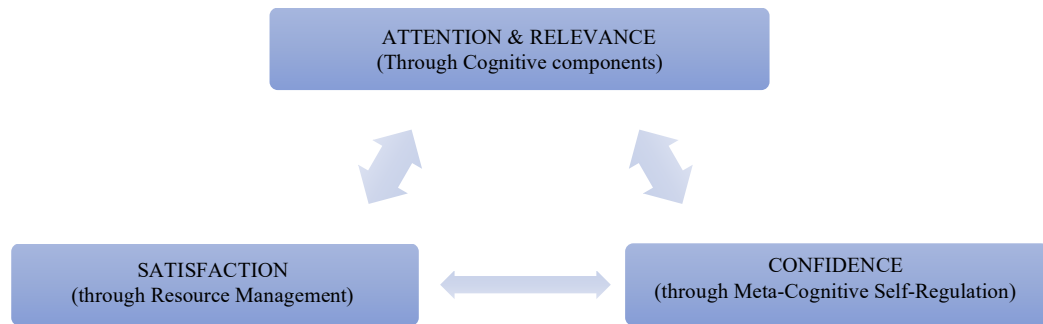 ATTENTION & RELEVANCE
(Through Cognitive components)
SATISFACTION
(through Resource Management)
CONFIDENCE
(through Meta-Cognitive Self-Regulation)